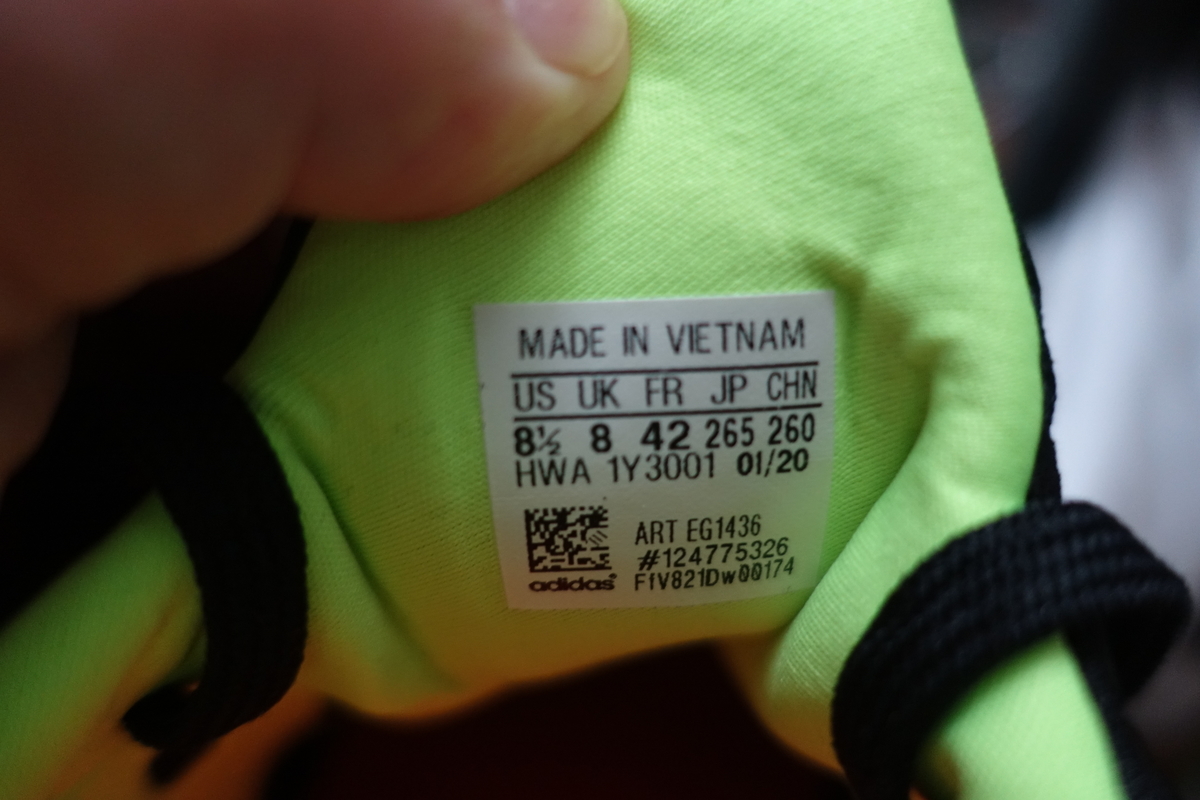 MADE IN VIETNAM
US UK FR JP CHN
8½ 8 42 265 260
HWA 1Y3001 01/20
ART EG1436
#124775326
FfV821Dw00174
adidas